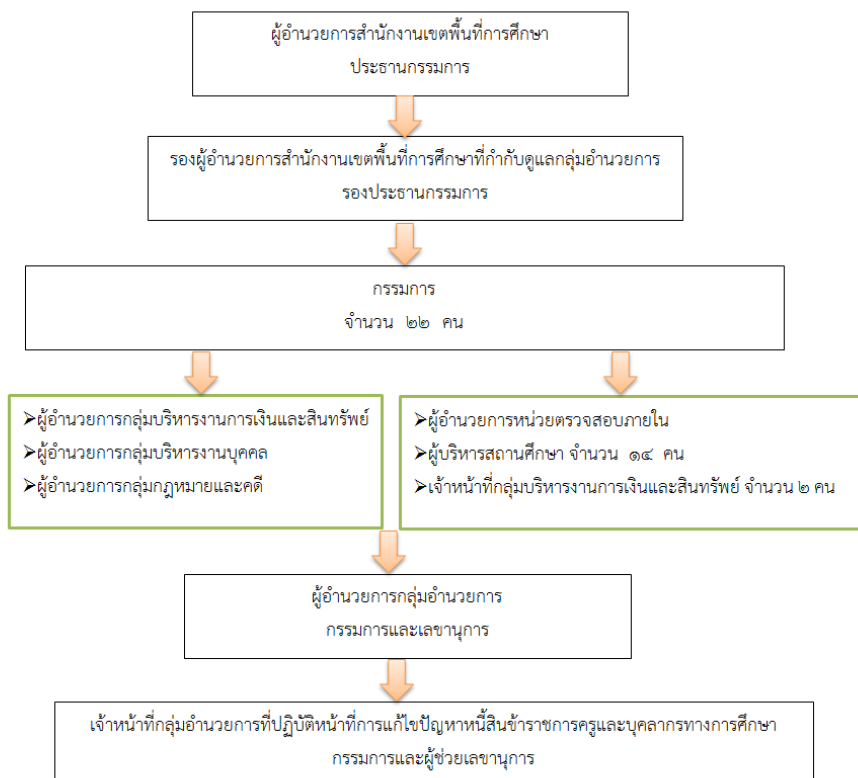 ผู้อำนวยการสำนักงานเขตพื้นที่การศึกษา
ประธานกรรมการ
รองผู้อำนวยการสำนักงานเขตพื้นที่การศึกษาที่กำกับดูแลกลุ่มอำนวยการ
รองประธานกรรมการ
กรรมการ
จำนวน ๒๒ คน
➤ผู้อำนวยการกลุ่มบริหารงานการเงินและสินทรัพย์
➤ผู้อำนวยการกลุ่มบริหารงานบุคคล
➤ผู้อำนวยการกลุ่มกฎหมายและคดี
➤ผู้อำนวยการหน่วยตรวจสอบภายใน
➤ผู้บริหารสถานศึกษา จำนวน ๑๔ คน
➤เจ้าหน้าที่กลุ่มบริหารงานการเงินและสินทรัพย์ จำนวน ๒ คน
ผู้อำนวยการกลุ่มอำนวยการ
กรรมการและเลขานุการ
เจ้าหน้าที่กลุ่มอำนวยการที่ปฏิบัติหน้าที่การแก้ไขปัญหาหนี้สินข้าราชการครูและบุคลากรทางการศึกษา
กรรมการและผู้ช่วยเลขานุการ